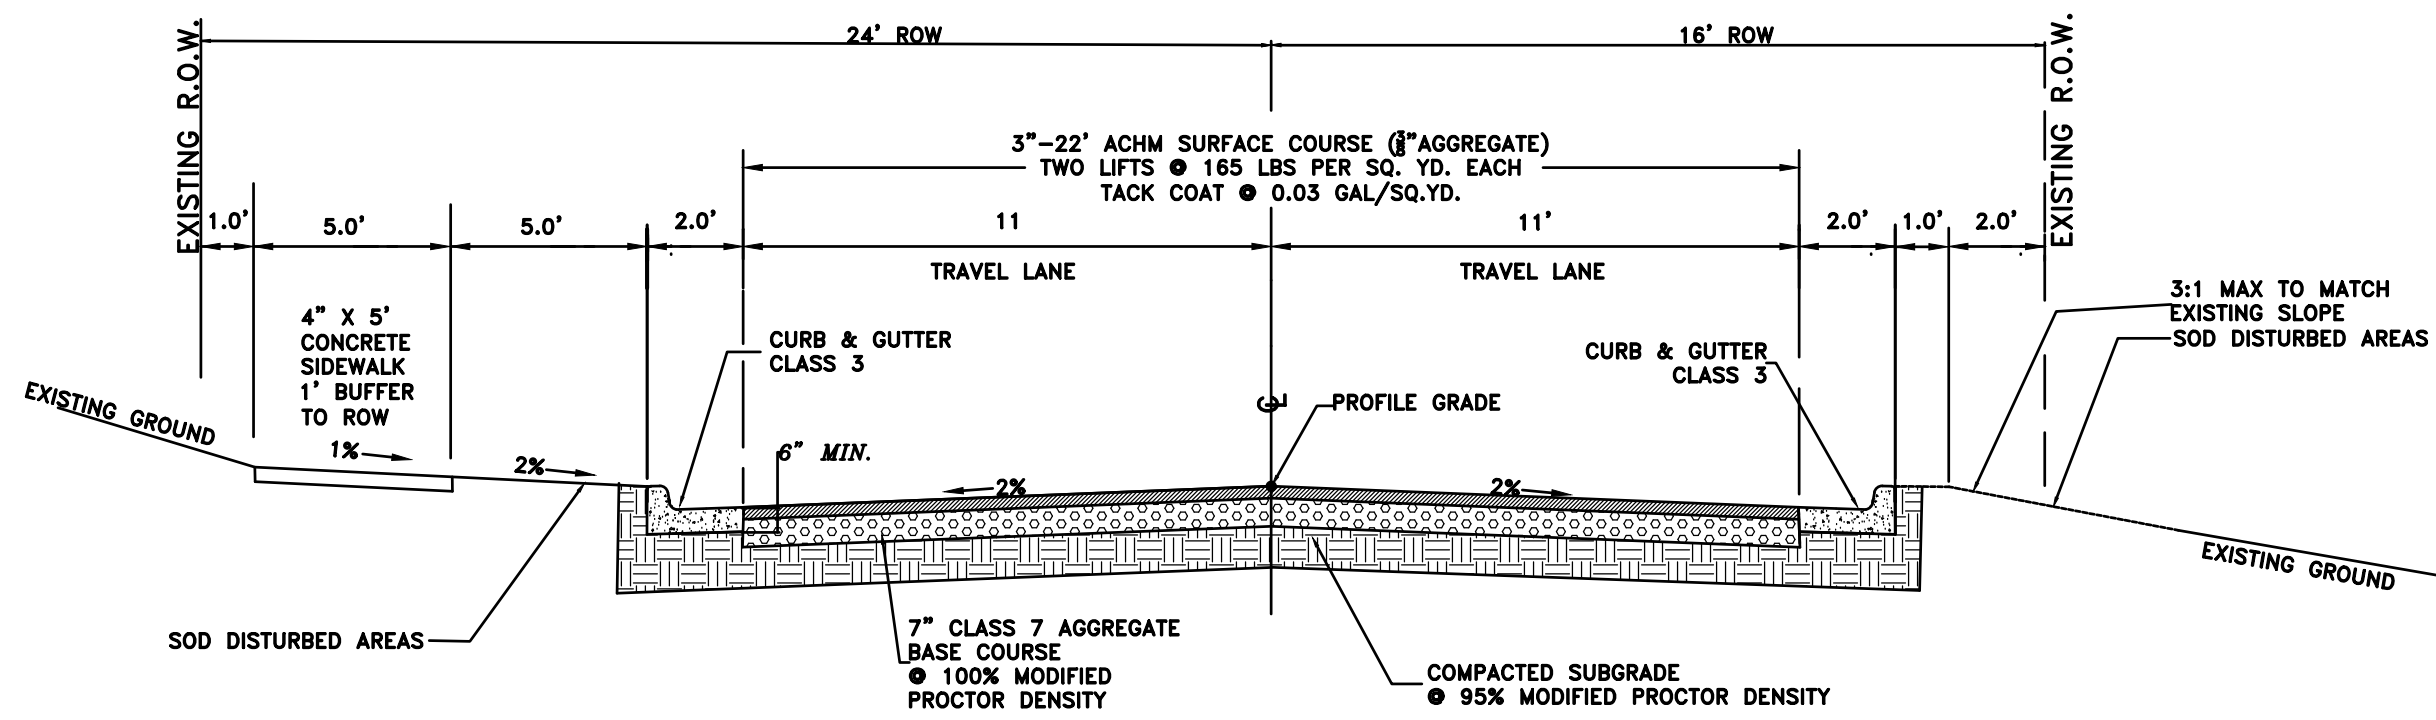 24' ROW
16' ROW
EXISTING R.O.W.
EXISTING R.O.W.
3"-22' ACHM SURFACE COURSE (3/8"AGGREGATE)
TWO LIFTS @ 165 LBS PER SQ. YD. EACH
TACK COAT @ 0.03 GAL/SQ.YD.
1.0'
5.0'
5.0'
2.0'
11
11'
2.0'
1.0'
2.0'
TRAVEL LANE
TRAVEL LANE
4" X 5'
CONCRETE
SIDEWALK
1' BUFFER
TO ROW
CURB & GUTTER
CLASS 3
CURB & GUTTER
CLASS 3
3:1 MAX TO MATCH
EXISTING SLOPE
SOD DISTURBED AREAS
EXISTING GROUND
CL
PROFILE GRADE
1%
2%
6" MIN.
2%
2%
EXISTING GROUND
SOD DISTURBED AREAS
7" CLASS 7 AGGREGATE
BASE COURSE
@ 100% MODIFIED
PROCTOR DENSITY
COMPACTED SUBGRADE
@ 95% MODIFIED PROCTOR DENSITY